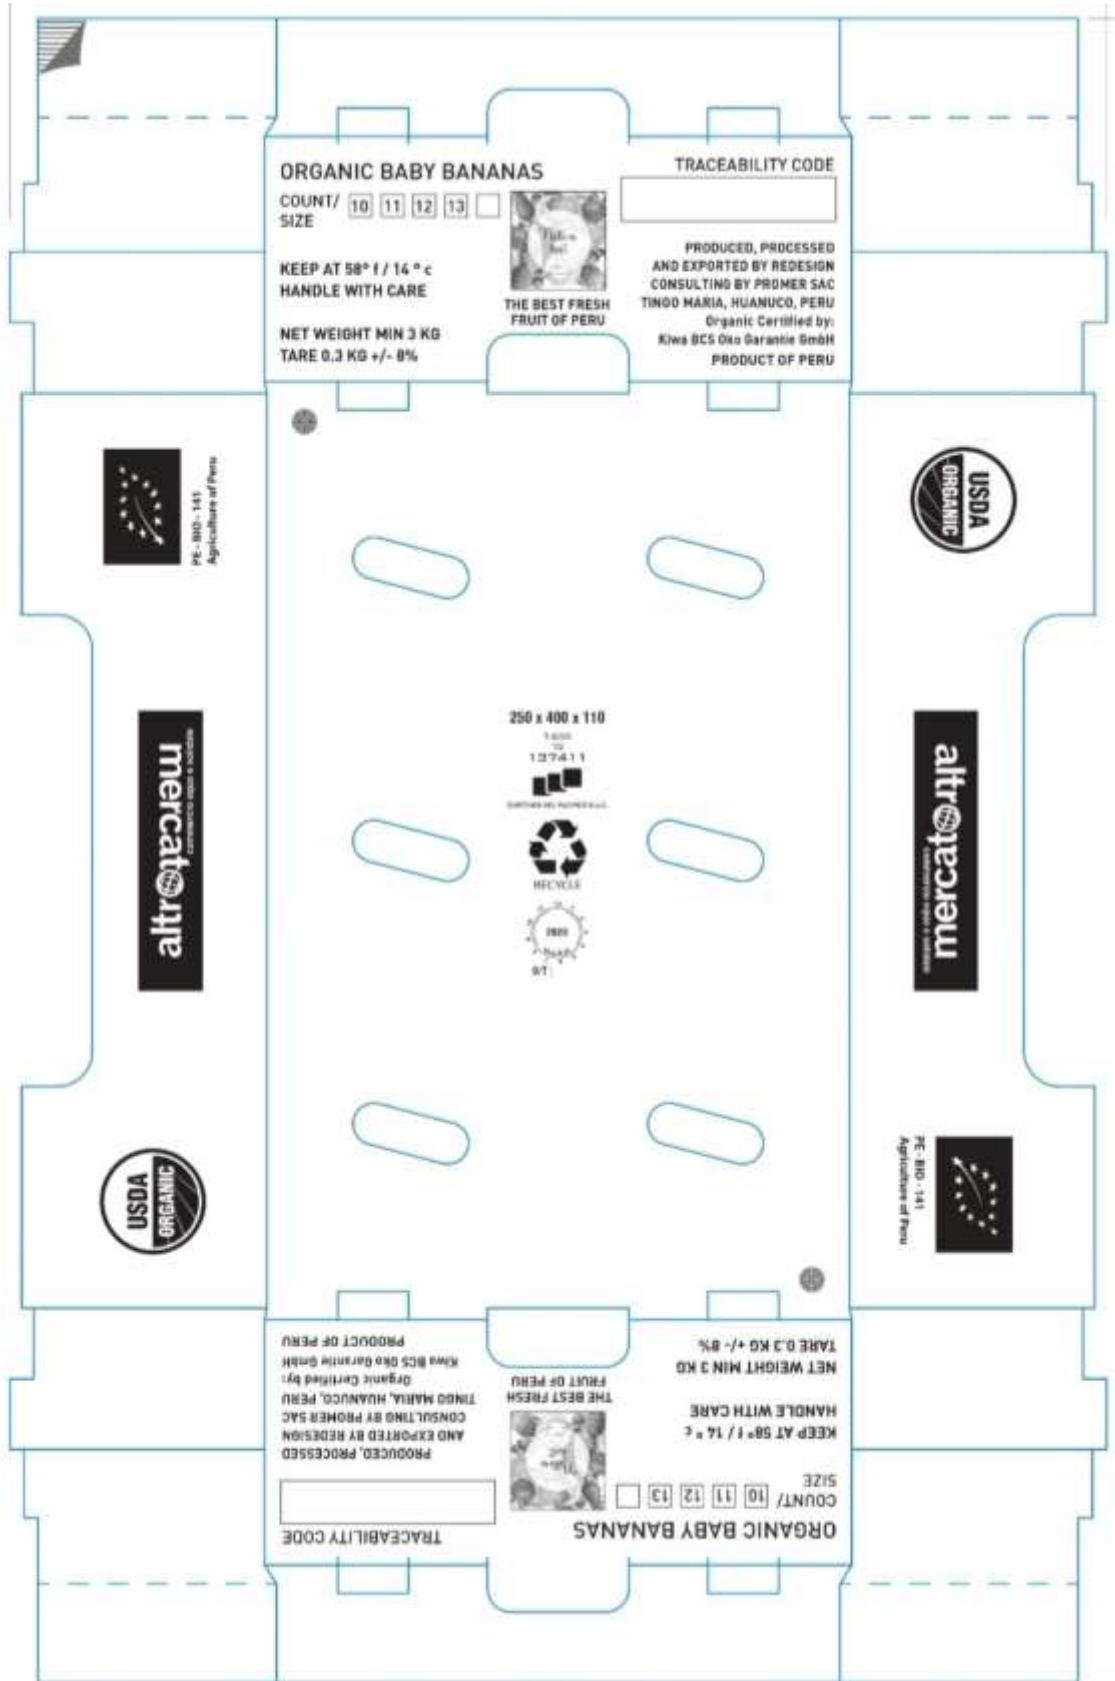 ORGANIC BABY BANANAS
COUNT/ SIZE 10 11 12 13
KEEP AT 58° f / 14 ° c
HANDLE WITH CARE
NET WEIGHT MIN 3 KG
TARE 0.3 KG +/- 8%
THE BEST FRESH
FRUIT OF PERU
TRACEABILITY CODE
PRODUCED, PROCESSED
AND EXPORTED BY REDESIGN
CONSULTING BY PROMER SAC
TINGO MARIA, HUANUCO, PERU
Organic Certified by:
Kiwa BCS Oko Garantie GmbH
PRODUCT OF PERU
PE - BIO - 141
Agriculture of Peru
USDA
ORGANIC
altromercato
commercio equo e solidale
250 x 400 x 110
137411
RECYCLE
2020
O/T :
altromercato
commercio equo e solidale
USDA
ORGANIC
PE - BIO - 141
Agriculture of Peru
ORGANIC BABY BANANAS
COUNT/ SIZE 10 11 12 13
KEEP AT 58° f / 14 ° c
HANDLE WITH CARE
NET WEIGHT MIN 3 KG
TARE 0.3 KG +/- 8%
THE BEST FRESH
FRUIT OF PERU
TRACEABILITY CODE
PRODUCED, PROCESSED
AND EXPORTED BY REDESIGN
CONSULTING BY PROMER SAC
TINGO MARIA, HUANUCO, PERU
Organic Certified by:
Kiwa BCS Oko Garantie GmbH
PRODUCT OF PERU